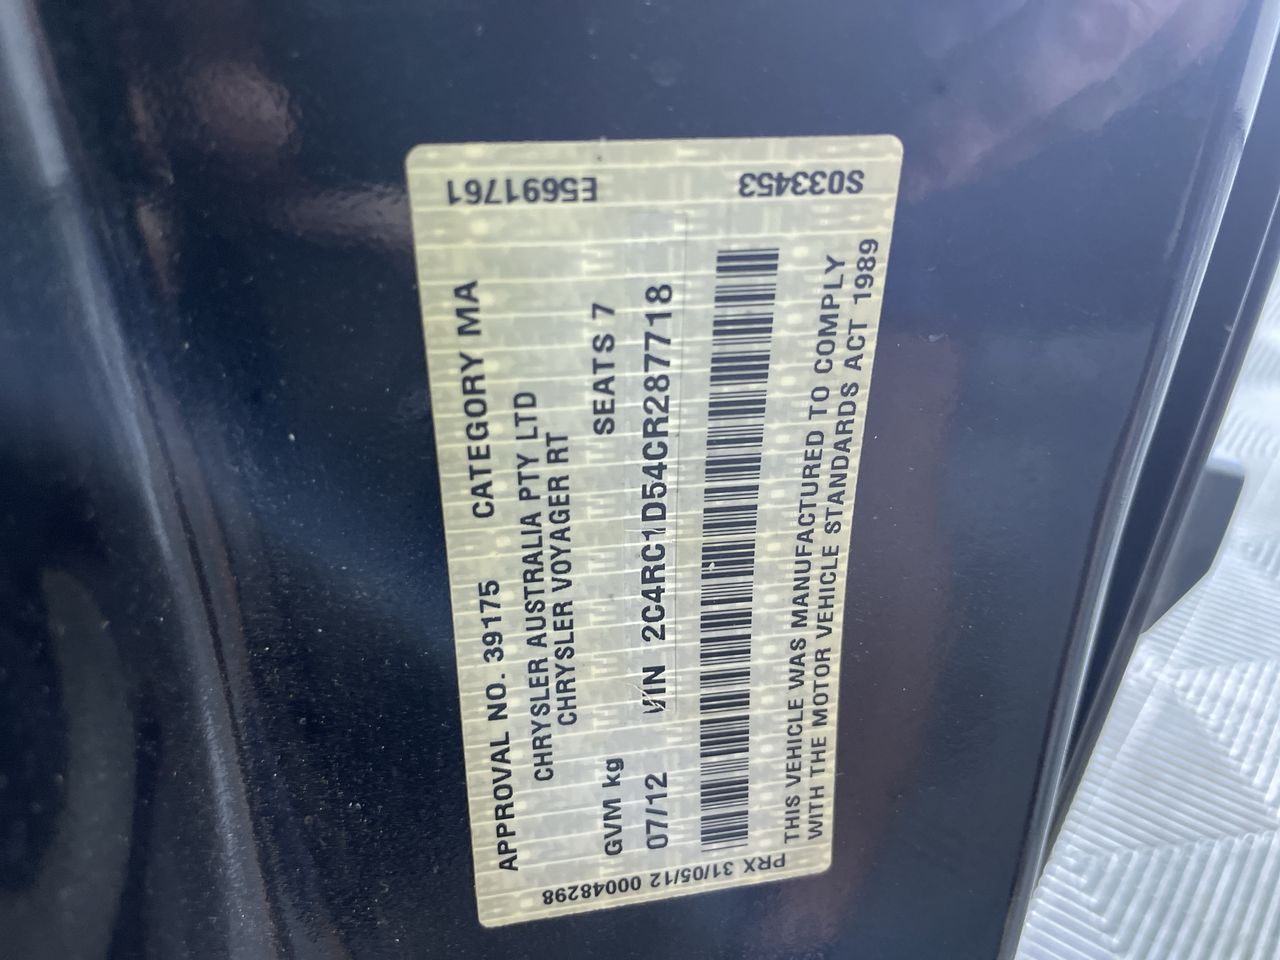 E5691761 S033453
APPROVAL NO. 39175 CATEGORY MA
CHRYSLER AUSTRALIA PTY LTD
CHRYSLER VOYAGER RT
GVM kg SEATS 7
07/12 VIN 2C4RC1D54CR287718
THIS VEHICLE WAS MANUFACTURED TO COMPLY
WITH THE MOTOR VEHICLE STANDARDS ACT 1989
PRX 31/05/12 00048298